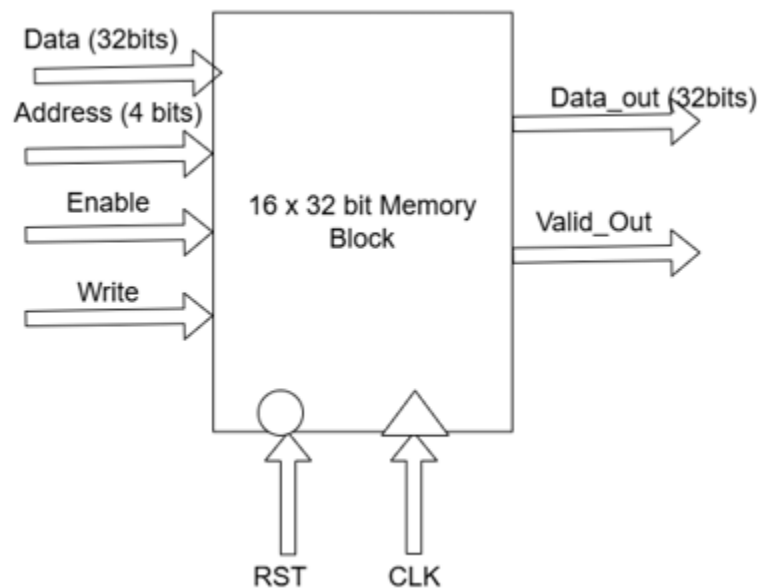 Data (32bits)
Address (4 bits)
Enable
Write
16 x 32 bit Memory
Block
Data_out (32bits)
Valid_Out
RST
CLK